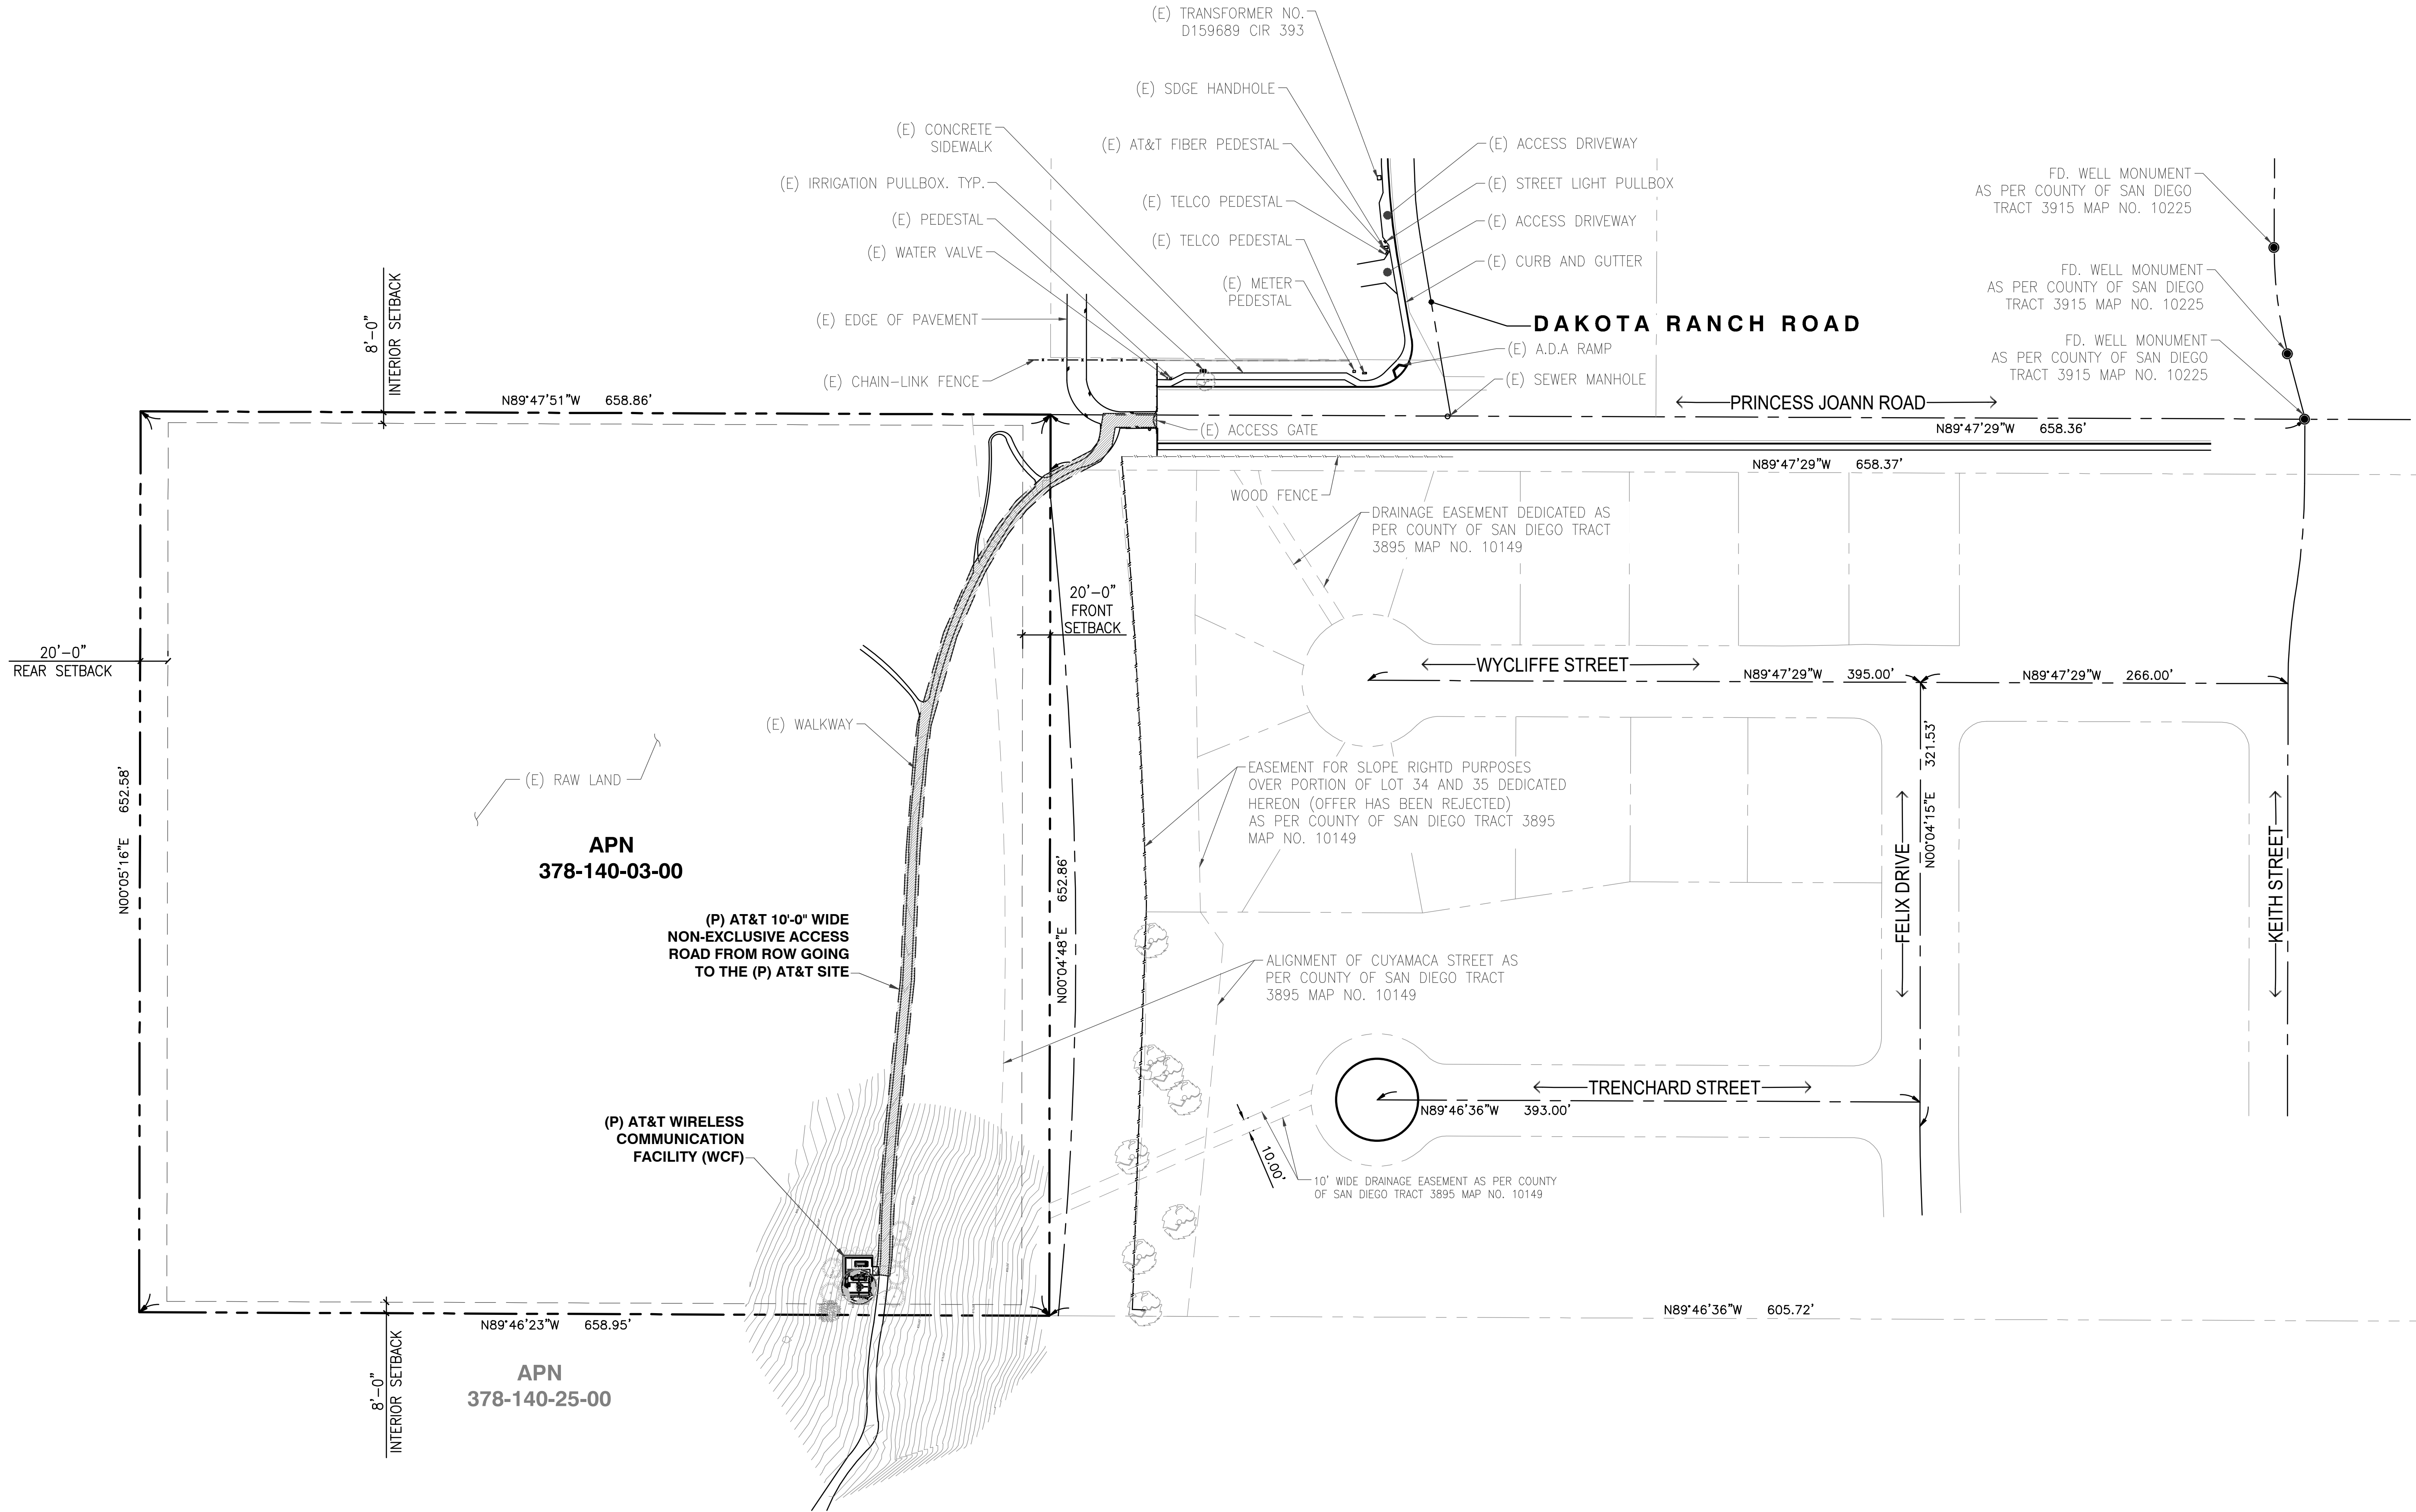 (E) TRANSFORMER NO.
D159689 CIR 393
(E) SDGE HANDHOLE
(E) CONCRETE
SIDEWALK
(E) AT&T FIBER PEDESTAL
(E) ACCESS DRIVEWAY
(E) IRRIGATION PULLBOX. TYP.
(E) STREET LIGHT PULLBOX
(E) TELCO PEDESTAL
(E) PEDESTAL
(E) ACCESS DRIVEWAY
(E) TELCO PEDESTAL
(E) WATER VALVE
(E) CURB AND GUTTER
(E) METER
PEDESTAL
(E) EDGE OF PAVEMENT
DAKOTA RANCH ROAD
(E) A.D.A RAMP
(E) CHAIN-LINK FENCE
(E) SEWER MANHOLE
FD. WELL MONUMENT
AS PER COUNTY OF SAN DIEGO
TRACT 3915 MAP NO. 10225
FD. WELL MONUMENT
AS PER COUNTY OF SAN DIEGO
TRACT 3915 MAP NO. 10225
FD. WELL MONUMENT
AS PER COUNTY OF SAN DIEGO
TRACT 3915 MAP NO. 10225
8'-0"
INTERIOR SETBACK
N89°47'51"W 658.86'
PRINCESS JOANN ROAD
(E) ACCESS GATE
N89°47'29"W 658.36'
N89°47'29"W 658.37'
WOOD FENCE
DRAINAGE EASEMENT DEDICATED AS
PER COUNTY OF SAN DIEGO TRACT
3895 MAP NO. 10149
20'-0"
FRONT
SETBACK
20'-0"
REAR SETBACK
WYCLIFFE STREET
N89°47'29"W 395.00'
N89°47'29"W 266.00'
(E) WALKWAY
(E) RAW LAND
N00°05'16"E 652.58'
EASEMENT FOR SLOPE RIGHTD PURPOSES
OVER PORTION OF LOT 34 AND 35 DEDICATED
HEREON (OFFER HAS BEEN REJECTED)
AS PER COUNTY OF SAN DIEGO TRACT 3895
MAP NO. 10149
N00°04'15"E 321.53'
FELIX DRIVE
KEITH STREET
APN
378-140-03-00
N00°04'48"E 652.86'
(P) AT&T 10'-0" WIDE
NON-EXCLUSIVE ACCESS
ROAD FROM ROW GOING
TO THE (P) AT&T SITE
ALIGNMENT OF CUYAMACA STREET AS
PER COUNTY OF SAN DIEGO TRACT
3895 MAP NO. 10149
TRENCHARD STREET
N89°46'36"W 393.00'
(P) AT&T WIRELESS
COMMUNICATION
FACILITY (WCF)
10.00'
10' WIDE DRAINAGE EASEMENT AS PER COUNTY
OF SAN DIEGO TRACT 3895 MAP NO. 10149
N89°46'36"W 605.72'
N89°46'23"W 658.95'
8'-0"
INTERIOR SETBACK
APN
378-140-25-00